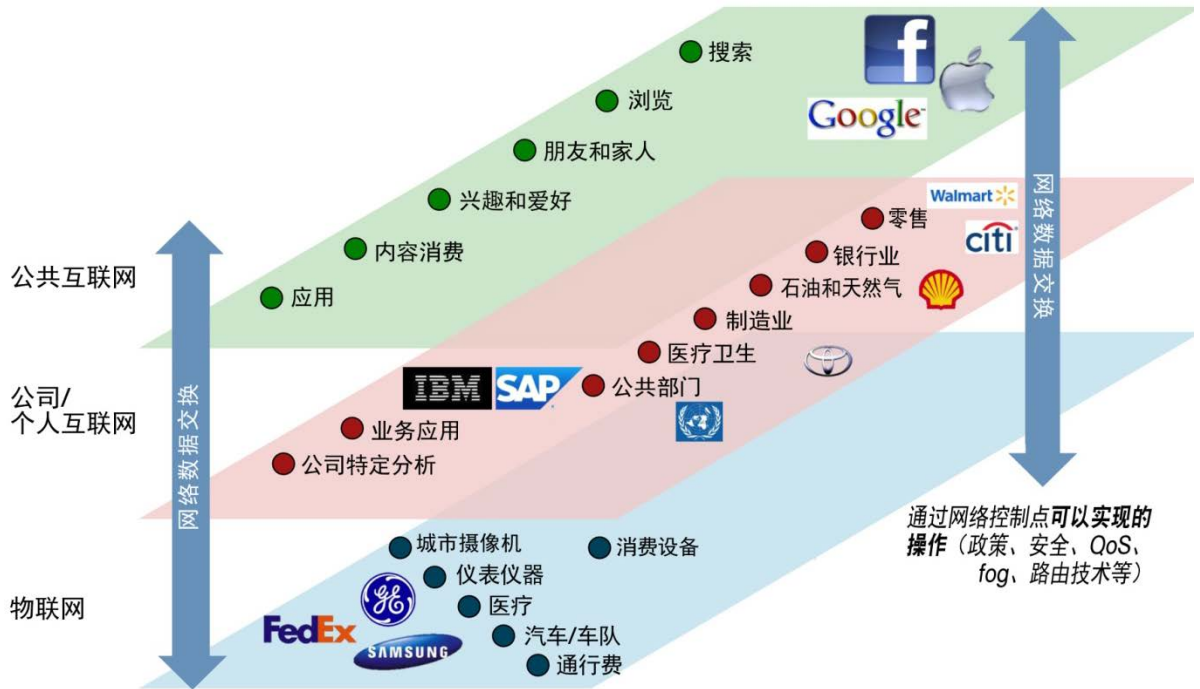 搜索
浏览
朋友和家人
兴趣和爱好
内容消费
应用
f
Google™
公共互联网
网络数据交换
Walmart
零售
citi
银行业
石油和天然气
制造业
医疗卫生
公共部门
IBM
SAP
业务应用
公司特定分析
公司/
个人互联网
网络数据交换
通过网络控制点可以实现的
操作（政策、安全、QoS、
fog、路由技术等）
城市摄像机
消费设备
仪表仪器
医疗
汽车/车队
通行费
GE
FedEx
SAMSUNG
物联网